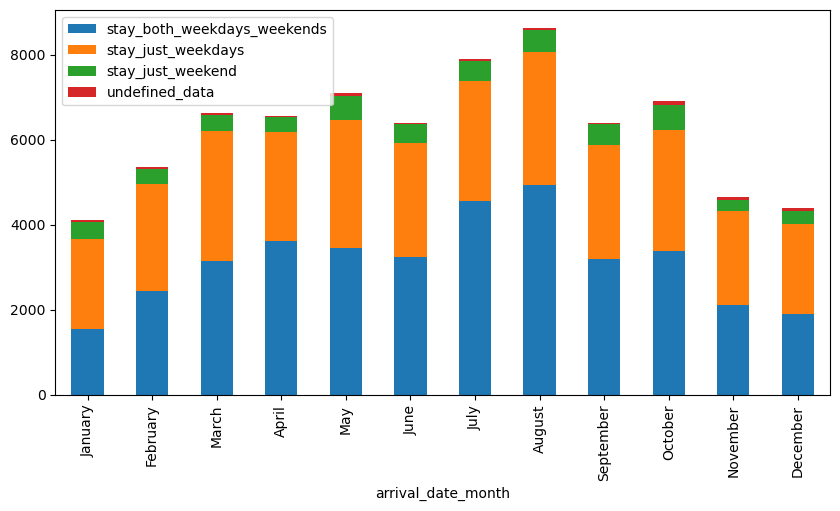 stay_both_weekdays_weekends
stay_just_weekdays
stay_just_weekend
undefined_data
8000
6000
4000
2000
0
January
February
March
April
May
June
July
August
September
October
November
December
arrival_date_month